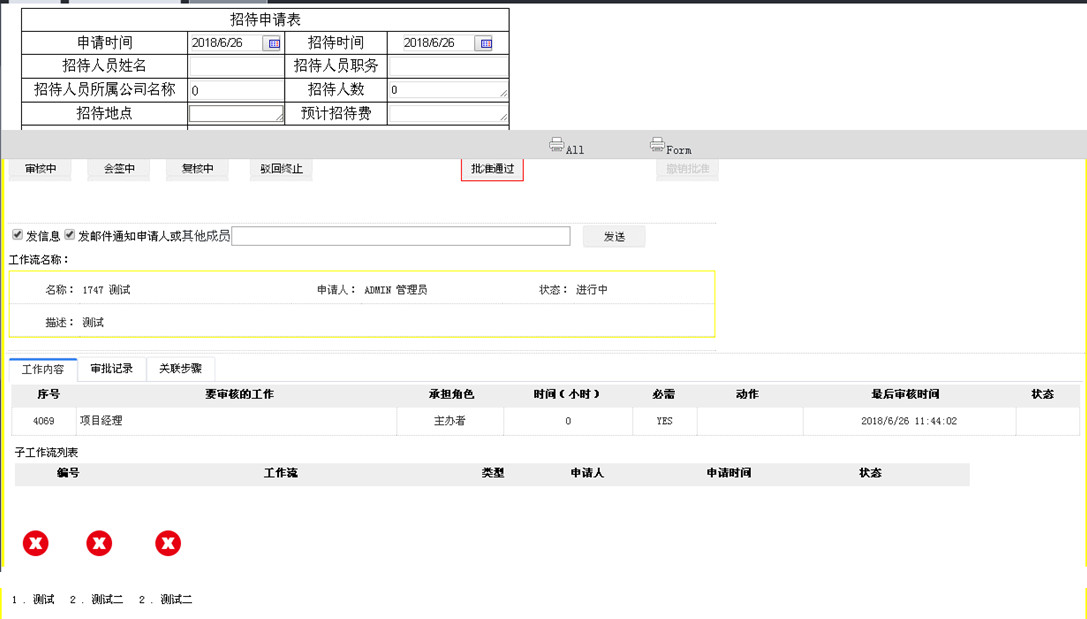 招待申请表
申请时间 2018/6/26 招待时间 2018/6/26
招待人员姓名 招待人员职务
招待人员所属公司名称 0 招待人数 0
招待地点 预计招待费
All Form
审核中 会签中 复核中 驳回终止 批准通过 撤销批准
发信息 发邮件通知申请人或其他成员 发送
工作流名称：
名称： 1747 测试 申请人： ADMIN 管理员 状态： 进行中
描述： 测试
工作内容 审批记录 关联步骤
序号 要审核的工作 承担角色 时间(小时) 必需 动作 最后审核时间 状态
4069 项目经理 主办者 0 YES 2018/6/26 11:44:02
子工作流列表
编号 工作流 类型 申请人 申请时间 状态
1 . 测试 2 . 测试二 2 . 测试二